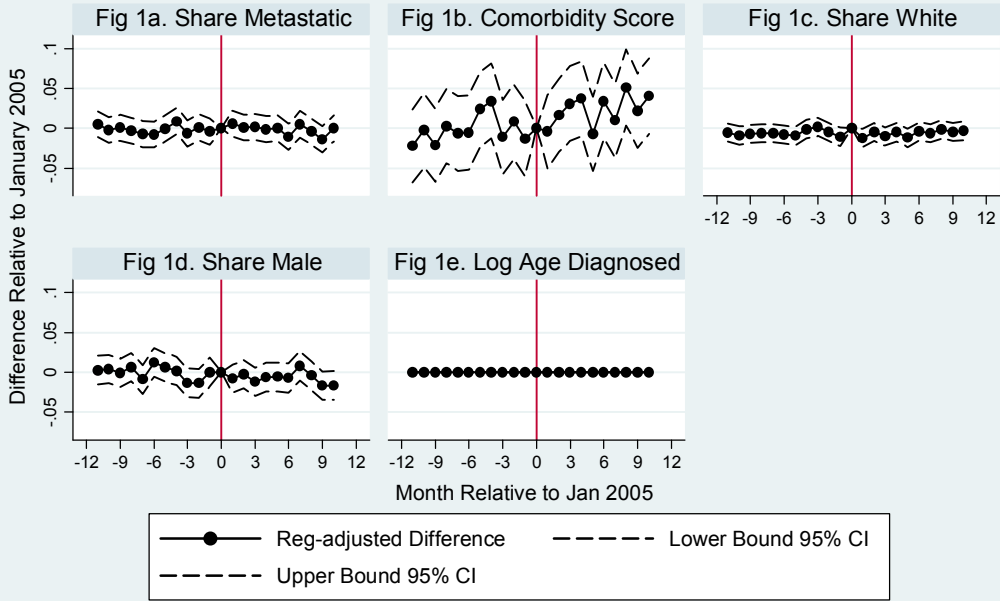 Fig 1a. Share Metastatic
Fig 1b. Comorbidity Score
Fig 1c. Share White
Difference Relative to January 2005
.1
.05
0
-.05
-12 -9 -6 -3 0 3 6 9 12
Fig 1d. Share Male
Fig 1e. Log Age Diagnosed
.1
.05
0
-.05
-12 -9 -6 -3 0 3 6 9 12
-12 -9 -6 -3 0 3 6 9 12
Month Relative to Jan 2005
Reg-adjusted Difference
Lower Bound 95% CI
Upper Bound 95% CI